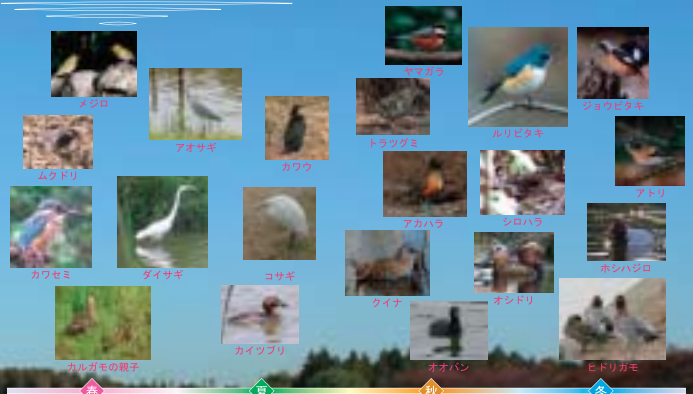 ヤマガラ
メジロ
ルリビタキ
ジョウビタキ
アオサギ
トラツグミ
カワウ
ムクドリ
アトリ
アカハラ
シロハラ
カワセミ
ダイサギ
コサギ
ホシハジロ
クイナ
オシドリ
カイツブリ
カルガモの親子
オオバン
ヒドリガモ
春
夏
秋
冬